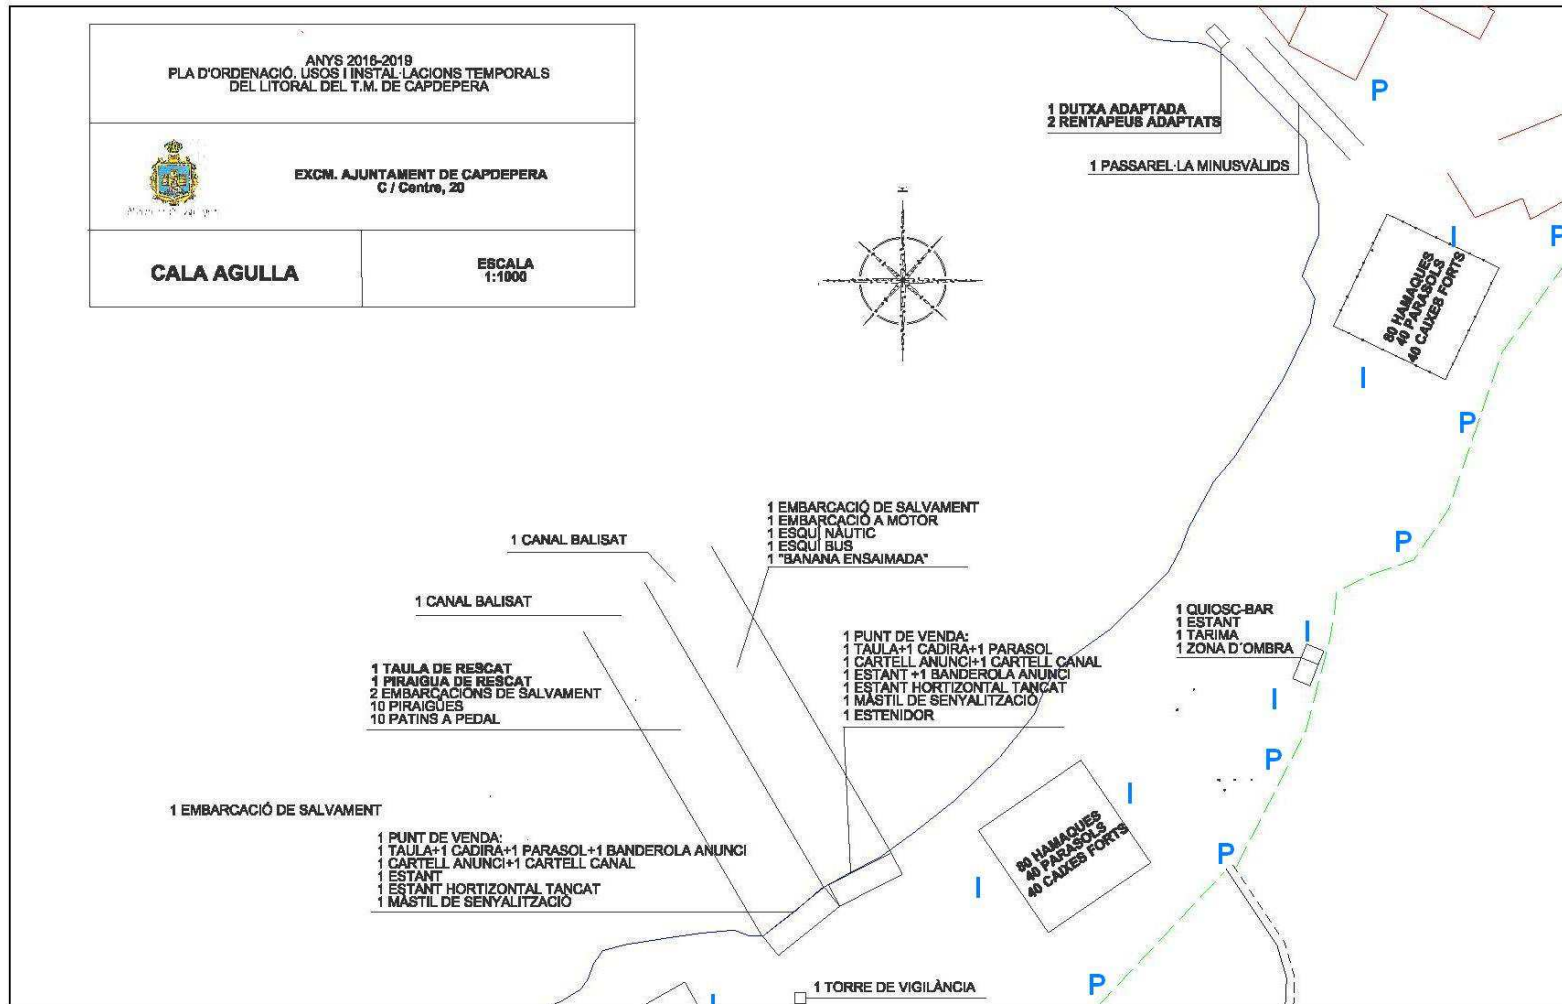 ANYS 2016-2019
PLA D'ORDENACIÓ, USOS I INSTAL·LACIONS TEMPORALS
DEL LITORAL DEL T.M. DE CAPDEPERA
EXCM. AJUNTAMENT DE CAPDEPERA
C / Centre, 20
CALA AGULLA
ESCALA
1:1000
1 DUTXA ADAPTADA
2 RENTAPEUS ADAPTATS
1 PASSAREL·LA MINUSVÀLIDS
P
I
P
80 HAMAQUES
40 PARASOLS
40 CAIXES FORTS
I
P
1 EMBARCACIÓ DE SALVAMENT
1 EMBARCACIÓ A MOTOR
1 ESQUÍ NÀUTIC
1 ESQUÍ BUS
1 "BANANA ENSAIMADA"
1 CANAL BALISAT
P
1 CANAL BALISAT
1 QUIOSC-BAR
1 ESTANT
1 TARIMA
1 ZONA D'OMBRA
I
1 PUNT DE VENDA:
1 TAULA+1 CADIRA+1 PARASOL
1 CARTELL ANUNCI+1 CARTELL CANAL
1 ESTANT +1 BANDEROLA ANUNCI
1 ESTANT HORTIZONTAL TANCAT
1 MÀSTIL DE SENYALITZACIÓ
1 ESTENIDOR
1 TAULA DE RESCAT
1 PIRAIGUA DE RESCAT
2 EMBARCACIONS DE SALVAMENT
10 PIRAIGÜES
10 PATINS A PEDAL
I
P
I
1 EMBARCACIÓ DE SALVAMENT
1 PUNT DE VENDA:
1 TAULA+1 CADIRA+1 PARASOL+1 BANDEROLA ANUNCI
1 CARTELL ANUNCI+1 CARTELL CANAL
1 ESTANT
1 ESTANT HORTIZONTAL TANCAT
1 MÀSTIL DE SENYALITZACIÓ
80 HAMAQUES
40 PARASOLS
40 CAIXES FORTS
P
I
P
1 TORRE DE VIGILÀNCIA
I